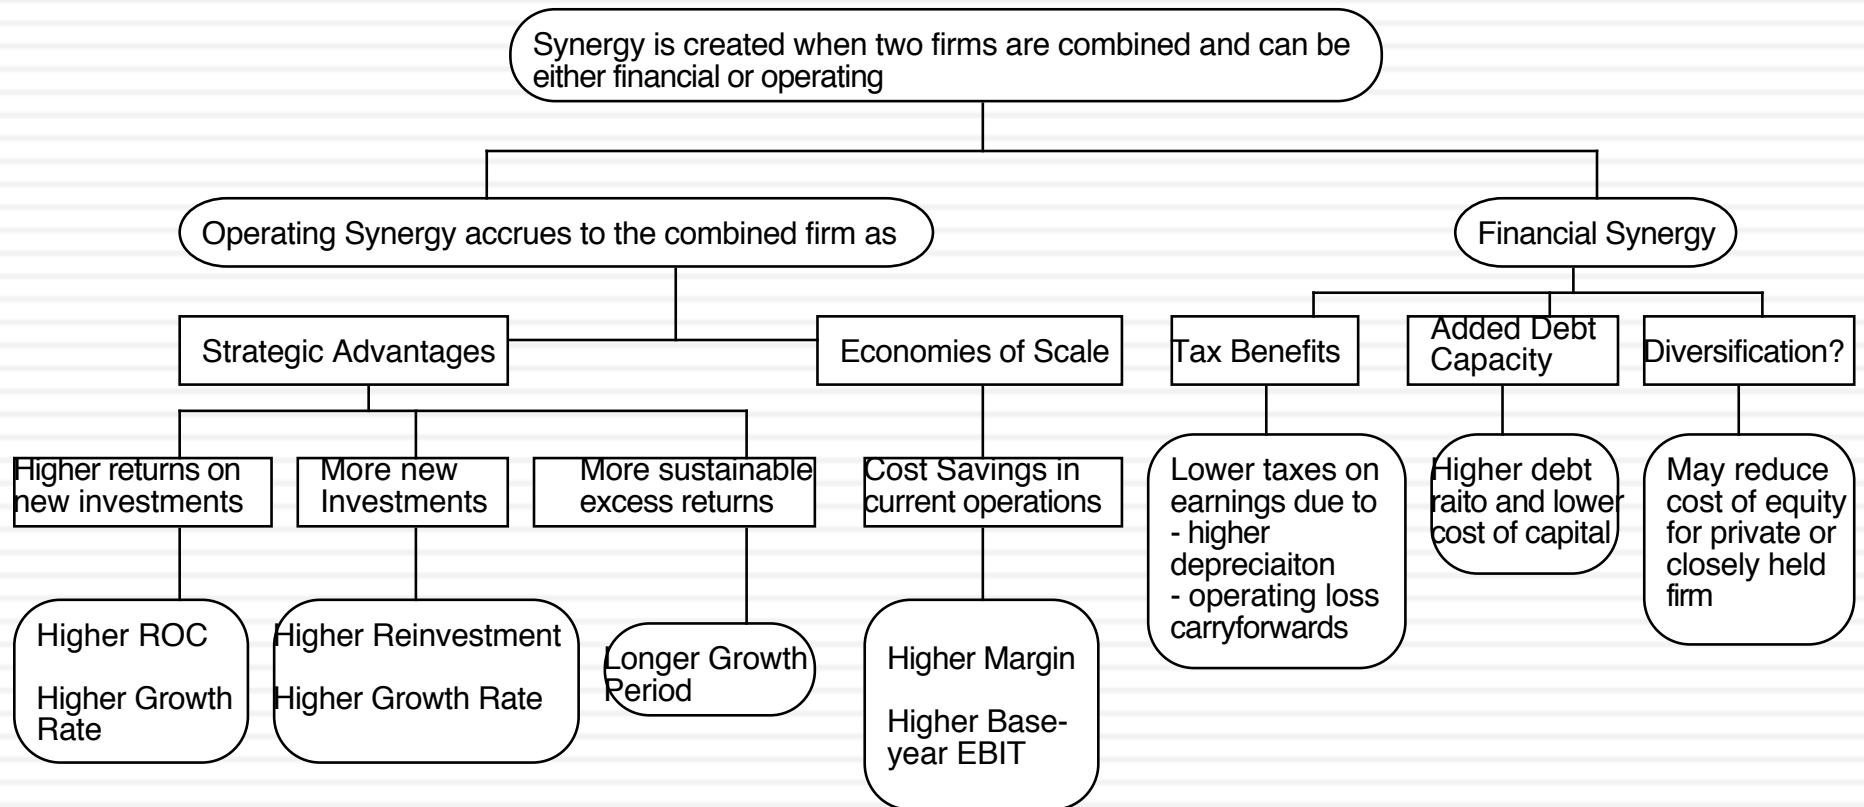 Synergy is created when two firms are combined and can be
either financial or operating
Operating Synergy accrues to the combined firm as
Financial Synergy
Strategic Advantages
Economies of Scale
Tax Benefits
Added Debt
Capacity
Diversification?
Higher returns on
new investments
More new
Investments
More sustainable
excess returns
Cost Savings in
current operations
Lower taxes on
earnings due to
- higher
depreciaiton
- operating loss
carryforwards
Higher debt
raito and lower
cost of capital
May reduce
cost of equity
for private or
closely held
firm
Higher ROC
Higher Growth
Rate
Higher Reinvestment
Higher Growth Rate
Longer Growth
Period
Higher Margin
Higher Base-
year EBIT